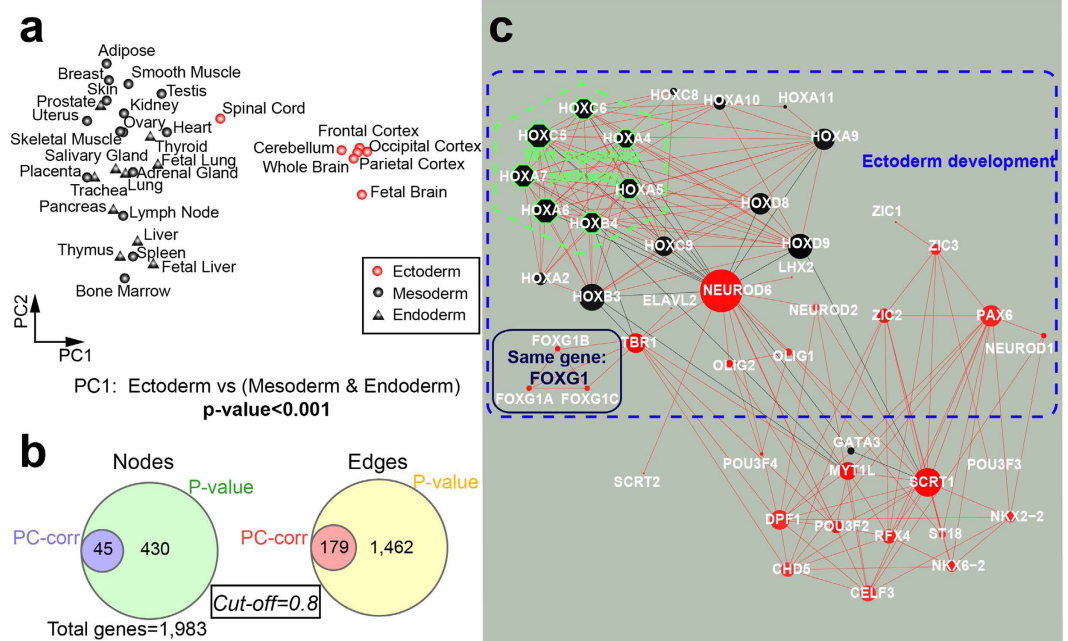 a
Adipose
Breast
Smooth Muscle
Skin
Testis
Prostate
Kidney
Uterus
Spinal Cord
Ovary
Heart
Skeletal Muscle
Thyroid
Salivary Gland
Fetal Lung
Placenta
Adrenal Gland
Trachea
Lung
Pancreas
Lymph Node
Liver
Thymus
Spleen
Fetal Liver
Bone Marrow
Frontal Cortex
Cerebellum
Occipital Cortex
Whole Brain
Parietal Cortex
Fetal Brain
Ectoderm
Mesoderm
Endoderm
PC2
PC1
PC1: Ectoderm vs (Mesoderm & Endoderm)
p-value<0.001
b
Nodes
Edges
P-value
P-value
PC-corr
45
430
PC-corr
179
1,462
Cut-off=0.8
Total genes=1,983
c
HOXC8
HOXA10
HOXA11
HOXC6
HOXC5
HOXA4
HOXA9
Wnt signaling
pathway
Ectoderm development
HOXA7
HOXA5
HOXA6
HOXB4
HOXD8
ZIC1
HOXC9
HOXD9
ZIC3
LHX2
HOXA2
NEUROD6
HOXB3
ELAVL2
NEUROD2
ZIC2
PAX6
FOXG1B
TBR1
NEUROD1
Same gene:
FOXG1
OLIG1
OLIG2
FOXG1A
FOXG1C
GATA3
POU3F4
MYT1L
POU3F3
SCRT2
SCRT1
DPF1
POU3F2
RFX4
ST18
NKX2-2
CHD5
NKX6-2
CELF3